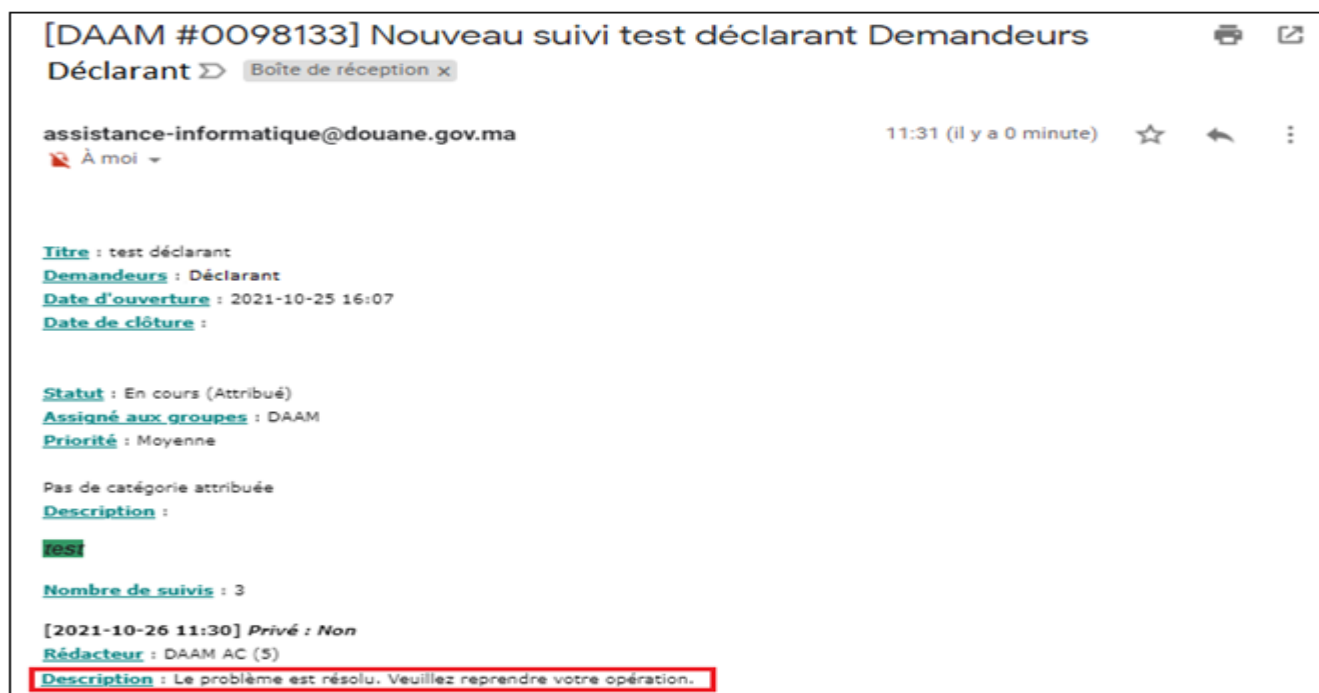 [DAAM #0098133] Nouveau suivi test déclarant Demandeurs
Déclarant Boîte de réception x
assistance-informatique@douane.gov.ma 11:31 (il y a 0 minute)
À moi
Titre : test déclarant
Demandeurs : Déclarant
Date d'ouverture : 2021-10-25 16:07
Date de clôture :
Statut : En cours (Attribué)
Assigné aux groupes : DAAM
Priorité : Moyenne
Pas de catégorie attribuée
Description :
test
Nombre de suivis : 3
[2021-10-26 11:30] Privé : Non
Rédacteur : DAAM AC (5)
Description : Le problème est résolu. Veuillez reprendre votre opération.